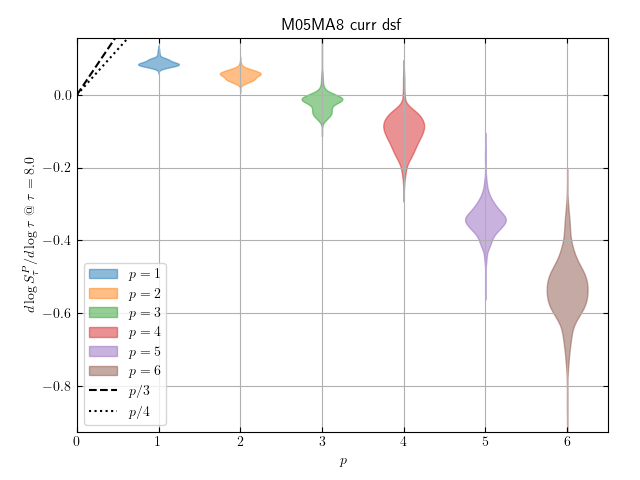 M05MA8 curr dsf
d log S_τ^P / d log τ @ τ = 8.0
0.0
−0.2
−0.4
−0.6
−0.8
p = 1
p = 2
p = 3
p = 4
p = 5
p = 6
p/3
p/4
0 1 2 3 4 5 6
p